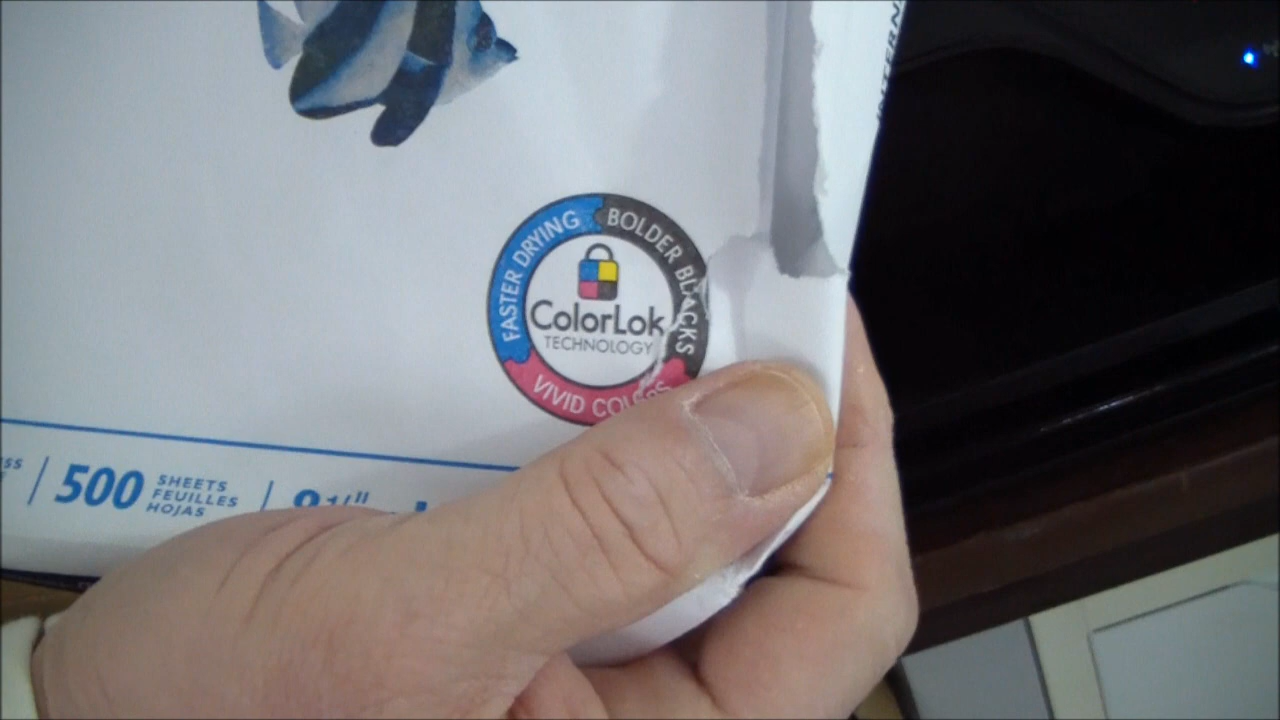 FASTER DRYING
BOLDER BLACKS
ColorLok
TECHNOLOGY
VIVID COLORS
500
SHEETS
FEUILLES
HOJAS